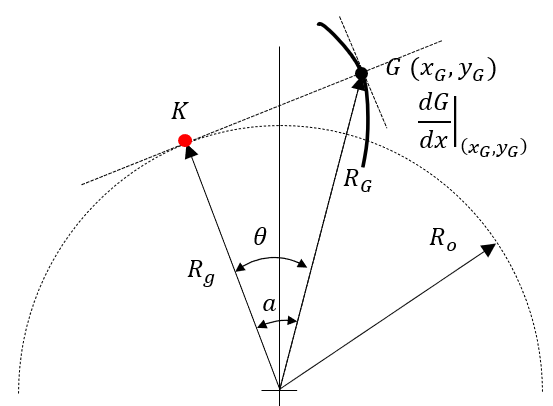 G (x_G, y_G)
K
dG/dx|_(x_G,y_G)
R_G
θ
R_o
R_g
a